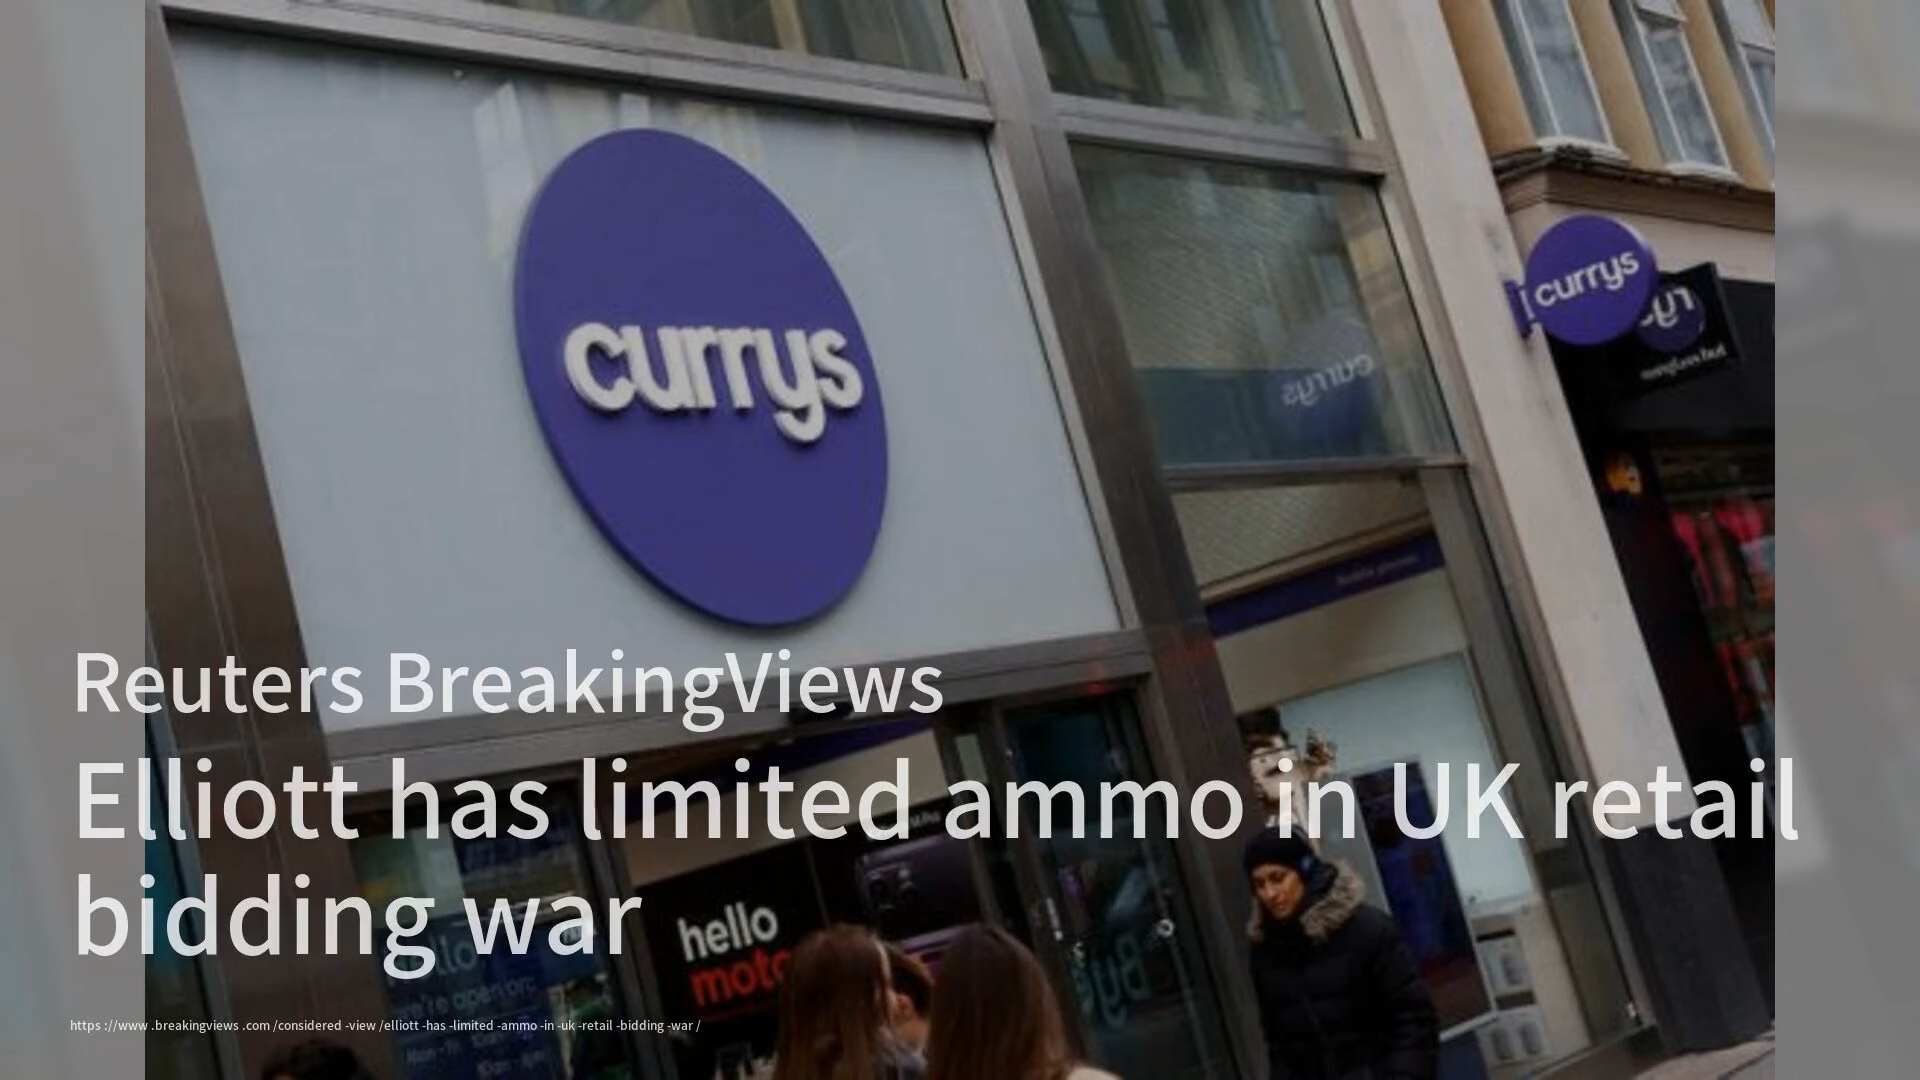 currys
currys
hello
moto
Reuters BreakingViews
Elliott has limited ammo in UK retail
bidding war
https ://www .breakingviews .com /considered -view /elliott -has -limited -ammo -in -uk -retail -bidding -war /